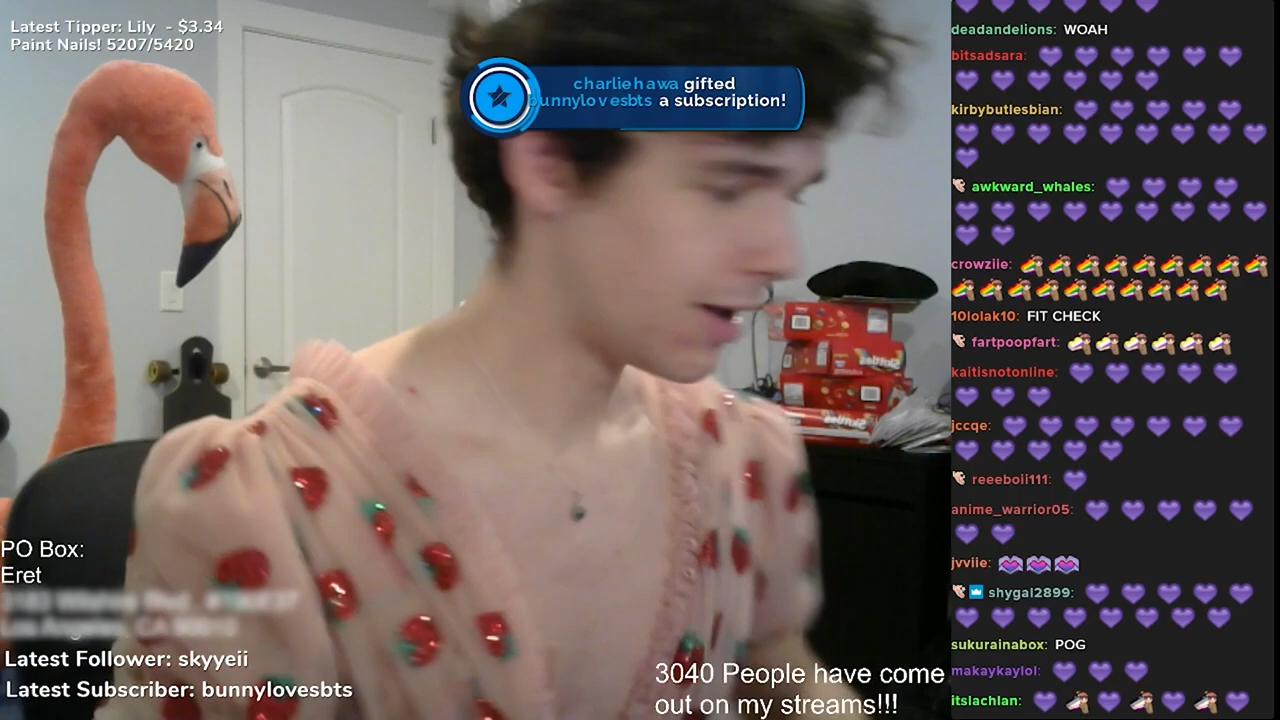 Latest Tipper: Lily - $3.34
Paint Nails! 5207/5420
charliehawa gifted
bunnylovesbts a subscription!
PO Box:
Eret
Latest Follower: skyyeii
Latest Subscriber: bunnylovesbts
3040 People have come
out on my streams!!!
deadandelions: WOAH
bitsadsara:
kirbybutlesbian:
awkward_whales:
crowziie:
10lolak10: FIT CHECK
fartpoopfart:
kaitisnotonline:
jccqe:
reeeboii111:
anime_warrior05:
jvviie:
shygal2899:
sukurainabox: POG
makaykaylol:
itslachlan: